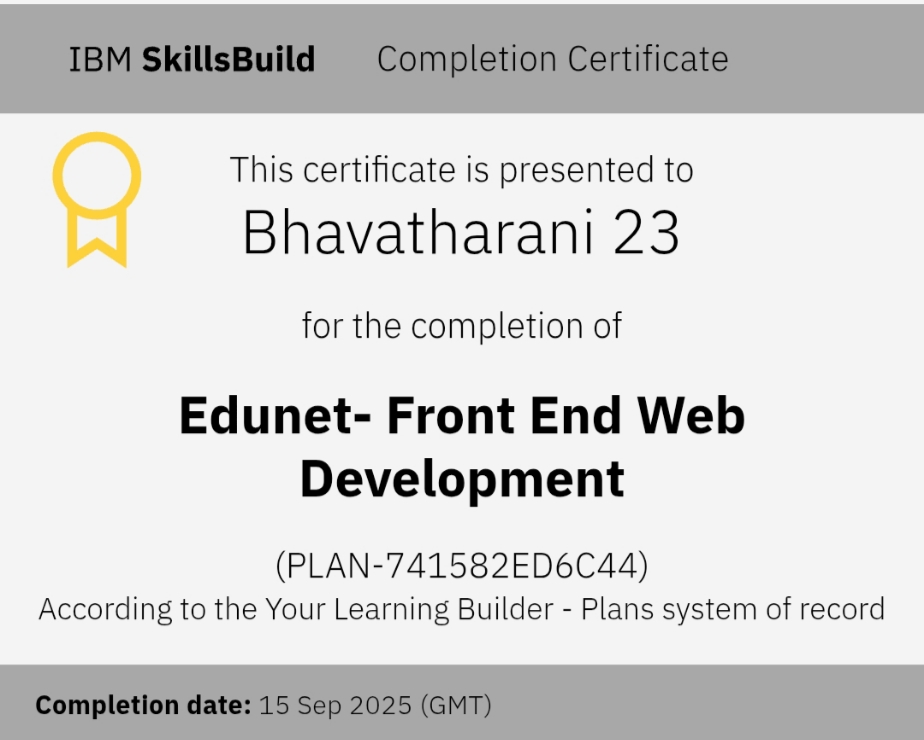 IBM SkillsBuild Completion Certificate
This certificate is presented to
Bhavatharani 23
for the completion of
Edunet- Front End Web
Development
(PLAN-741582ED6C44)
According to the Your Learning Builder - Plans system of record
Completion date: 15 Sep 2025 (GMT)